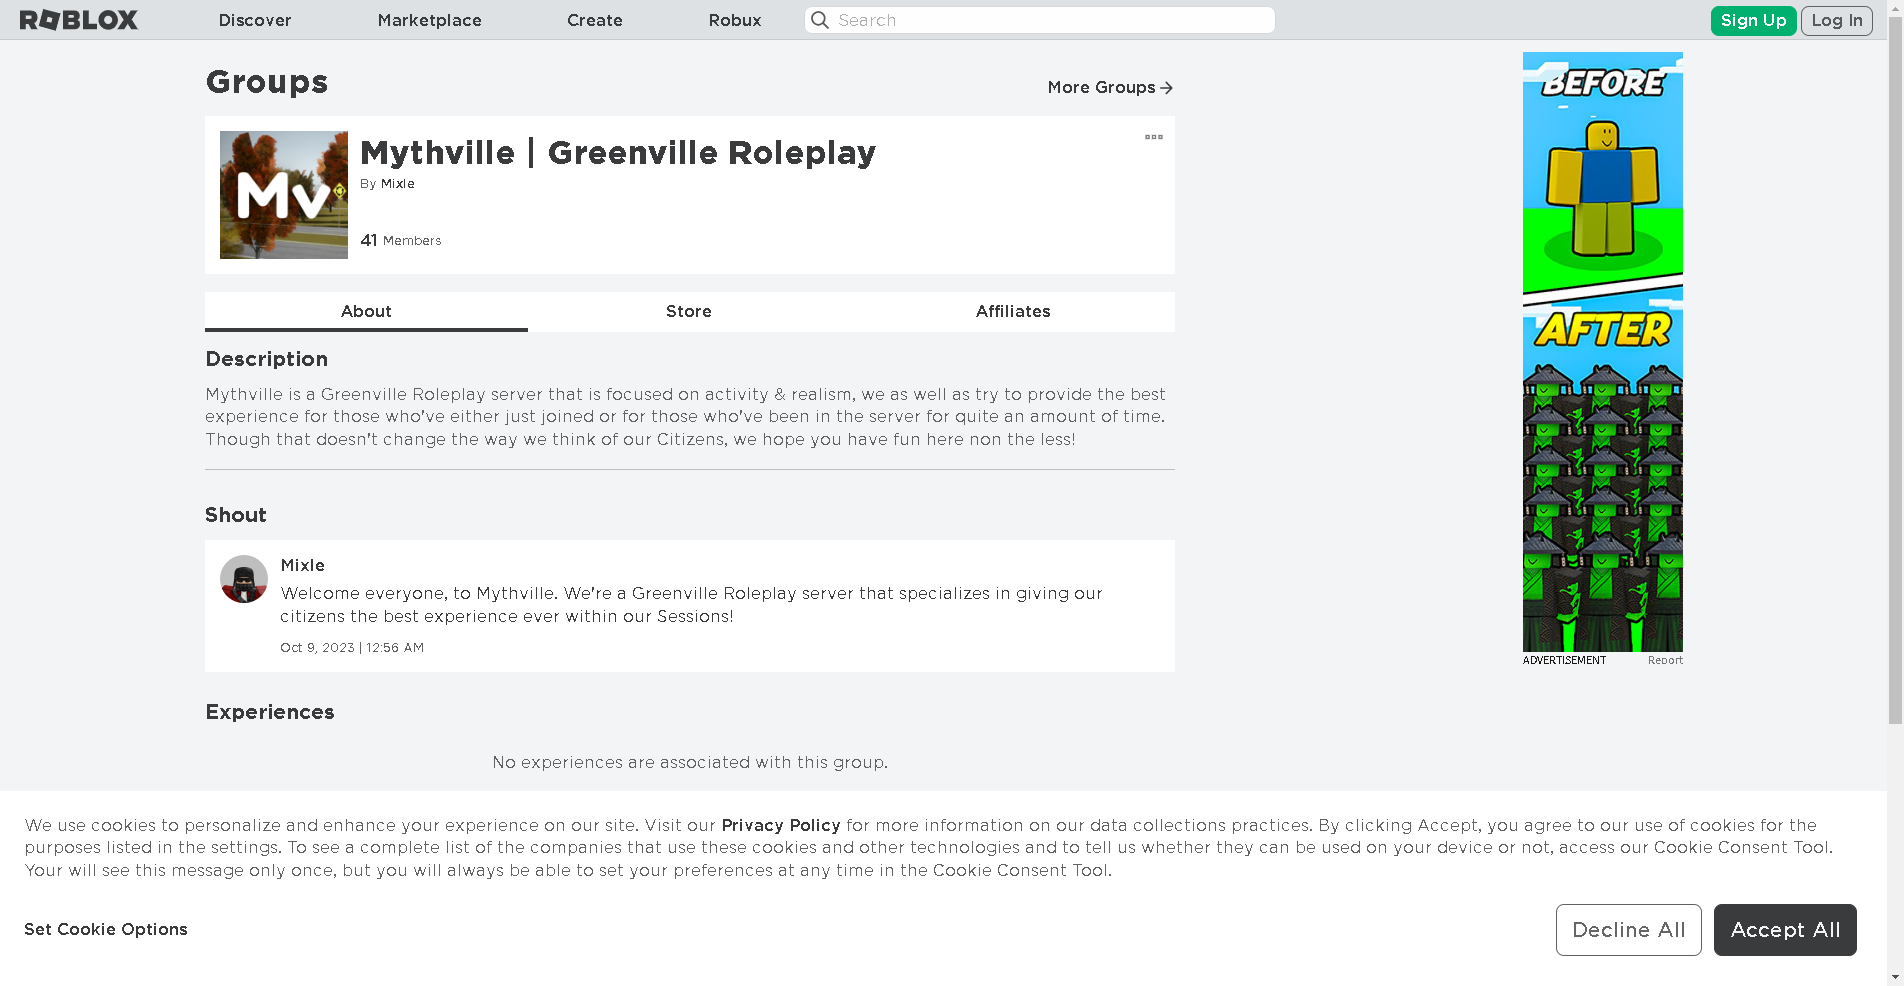 ROBLOX Discover Marketplace Create Robux Search Sign Up Log In
Groups
More Groups
Mv
Mythville | Greenville Roleplay
By Mixle
41 Members
About Store Affiliates
Description
Mythville is a Greenville Roleplay server that is focused on activity & realism, we as well as try to provide the best
experience for those who've either just joined or for those who've been in the server for quite an amount of time.
Though that doesn't change the way we think of our Citizens, we hope you have fun here non the less!
Shout
Mixle
Welcome everyone, to Mythville. We're a Greenville Roleplay server that specializes in giving our
citizens the best experience ever within our Sessions!
Oct 9, 2023 | 12:56 AM
Experiences
No experiences are associated with this group.
BEFORE
AFTER
ADVERTISEMENT Report
We use cookies to personalize and enhance your experience on our site. Visit our Privacy Policy for more information on our data collections practices. By clicking Accept, you agree to our use of cookies for the
purposes listed in the settings. To see a complete list of the companies that use these cookies and other technologies and to tell us whether they can be used on your device or not, access our Cookie Consent Tool.
Your will see this message only once, but you will always be able to set your preferences at any time in the Cookie Consent Tool.
Set Cookie Options
Decline All
Accept All